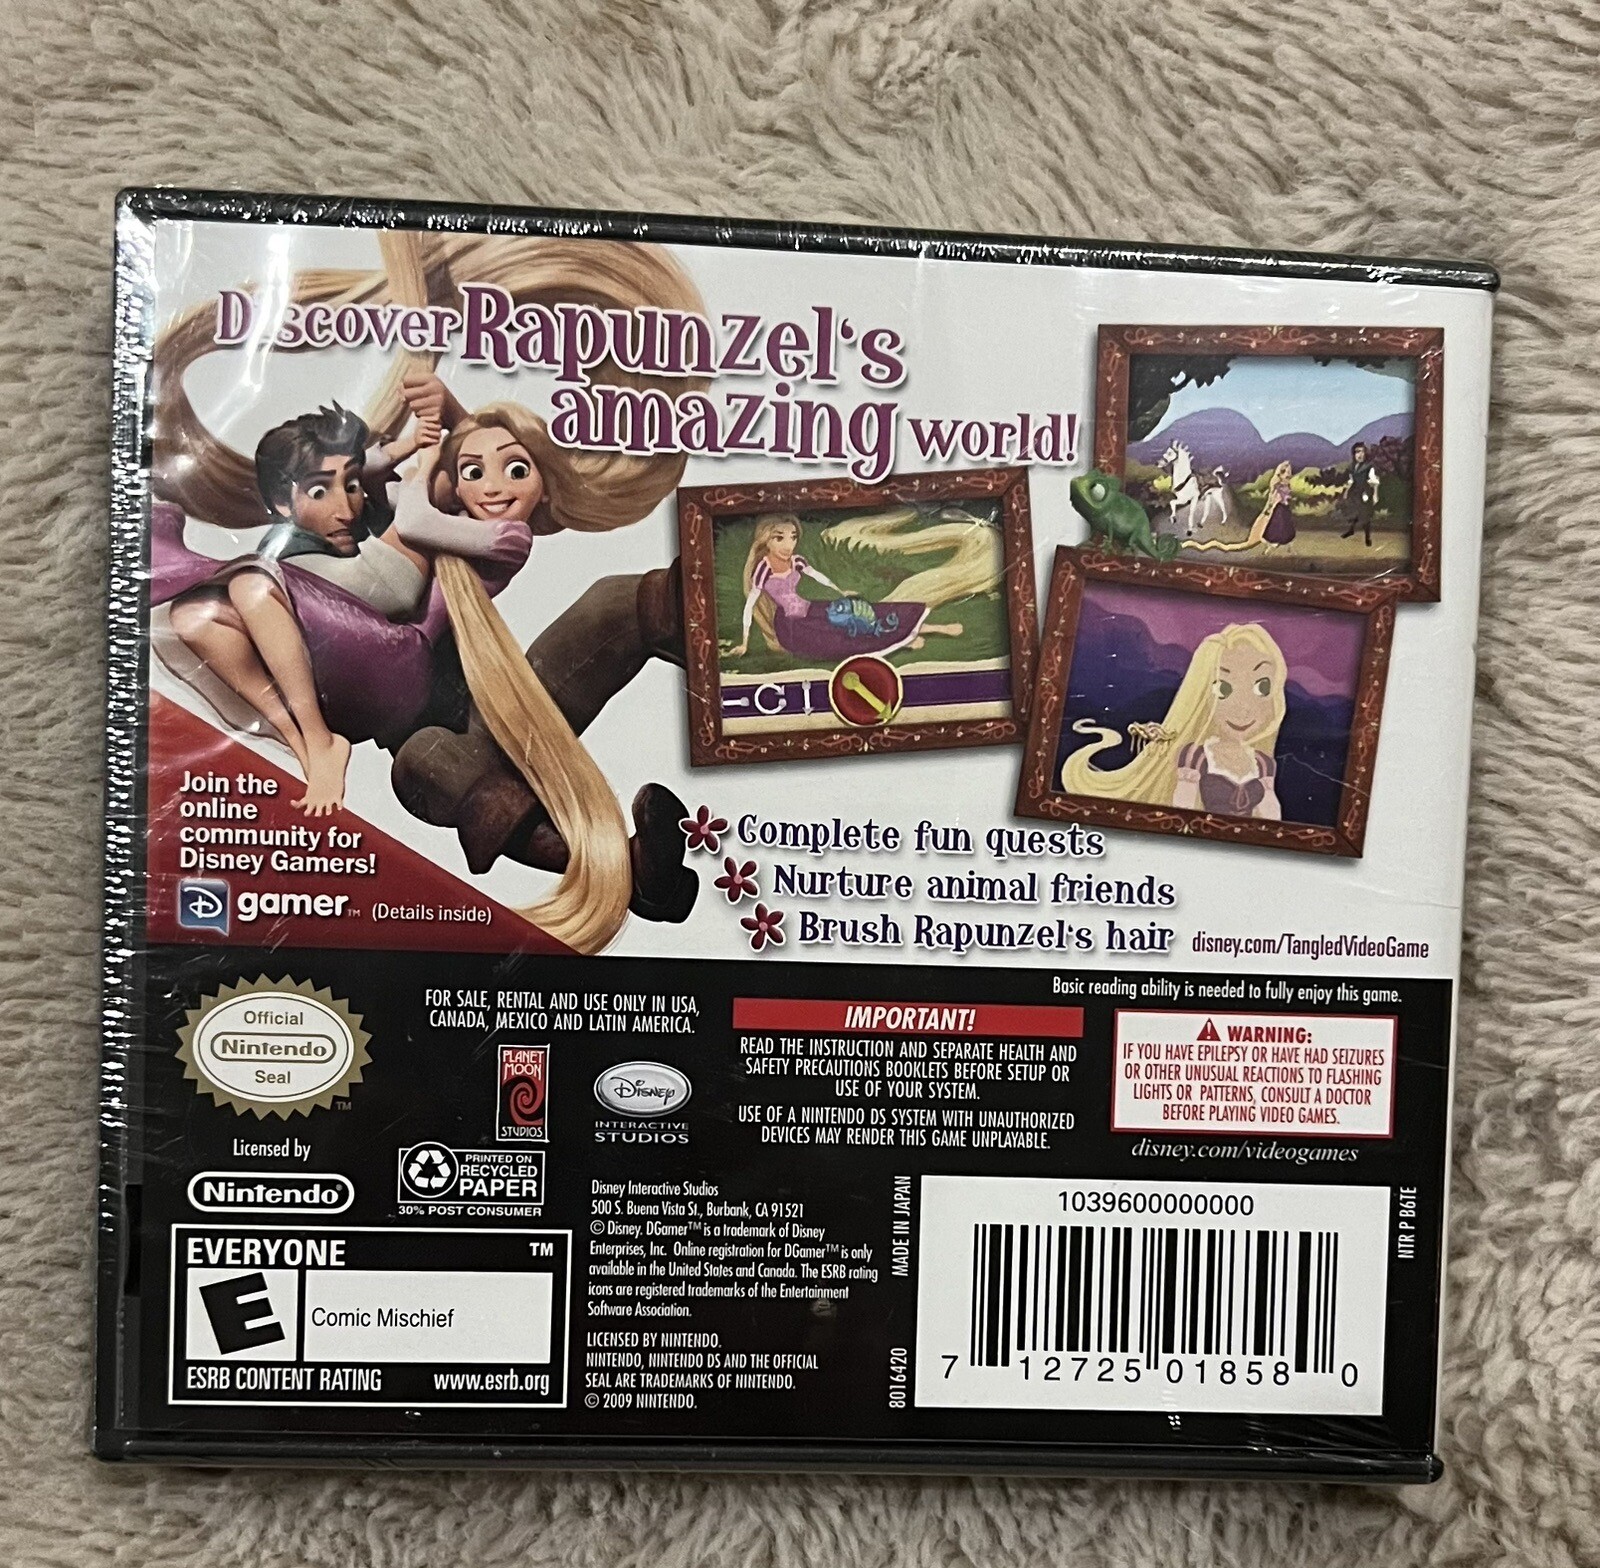 Discover Rapunzel's
amazing world!
Join the
online
community for
Disney Gamers!
D gamer™ (Details inside)
Complete fun quests
Nurture animal friends
Brush Rapunzel's hair
disney.com/TangledVideoGame
Basic reading ability is needed to fully enjoy this game.
Official
Nintendo
Seal
TM
Licensed by
Nintendo®
FOR SALE, RENTAL AND USE ONLY IN USA,
CANADA, MEXICO AND LATIN AMERICA.
PLANET
MOON
STUDIOS
Disney
INTERACTIVE
STUDIOS
PRINTED ON
RECYCLED
PAPER
30% POST CONSUMER
IMPORTANT!
READ THE INSTRUCTION AND SEPARATE HEALTH AND
SAFETY PRECAUTIONS BOOKLETS BEFORE SETUP OR
USE OF YOUR SYSTEM.
USE OF A NINTENDO DS SYSTEM WITH UNAUTHORIZED
DEVICES MAY RENDER THIS GAME UNPLAYABLE.
WARNING:
IF YOU HAVE EPILEPSY OR HAVE HAD SEIZURES
OR OTHER UNUSUAL REACTIONS TO FLASHING
LIGHTS OR PATTERNS, CONSULT A DOCTOR
BEFORE PLAYING VIDEO GAMES.
disney.com/videogames
EVERYONE ™
E
Comic Mischief
ESRB CONTENT RATING www.esrb.org
Disney Interactive Studios
500 S. Buena Vista St., Burbank, CA 91521
© Disney. DGamer™ is a trademark of Disney
Enterprises, Inc. Online registration for DGamer™ is only
available in the United States and Canada. The ESRB rating
icons are registered trademarks of the Entertainment
Software Association.
LICENSED BY NINTENDO.
NINTENDO, NINTENDO DS AND THE OFFICIAL
SEAL ARE TRADEMARKS OF NINTENDO.
© 2009 NINTENDO.
MADE IN JAPAN
8016420
1039600000000
7 12725 01858 0
NTR P B6TE